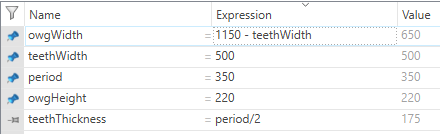 Name Expression Value
owgWidth = 1150 - teethWidth 650
teethWidth = 500 500
period = 350 350
owgHeight = 220 220
teethThickness = period/2 175